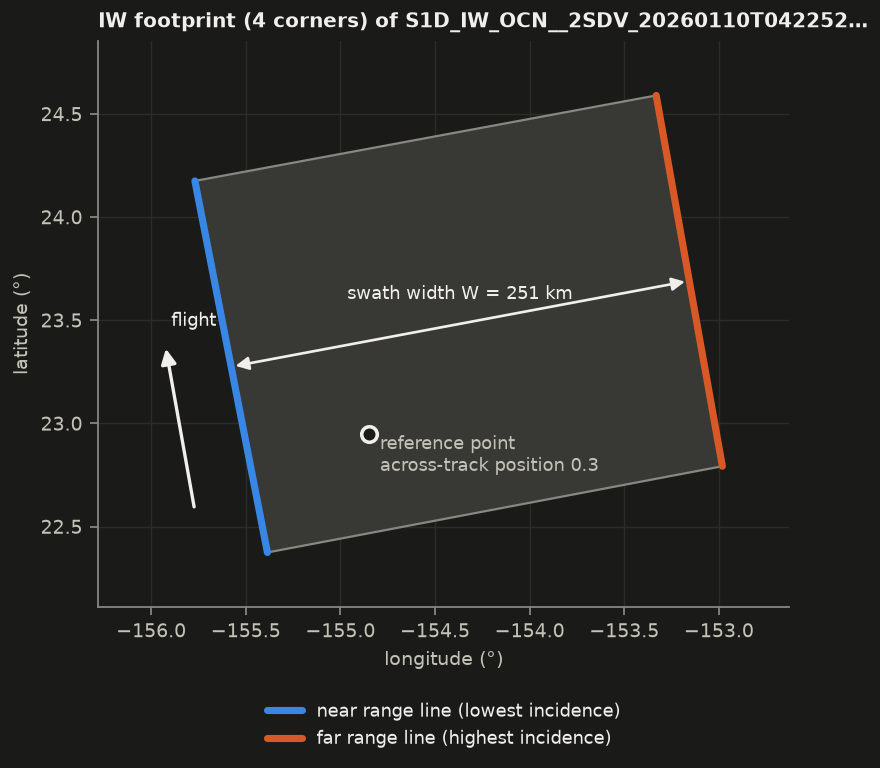 IW footprint (4 corners) of S1D_IW_OCN__2SDV_20260110T042252…
24.5
24.0
23.5
23.0
22.5
latitude (°)
swath width W = 251 km
flight
reference point
across-track position 0.3
−156.0 −155.5 −155.0 −154.5 −154.0 −153.5 −153.0
longitude (°)
near range line (lowest incidence)
far range line (highest incidence)